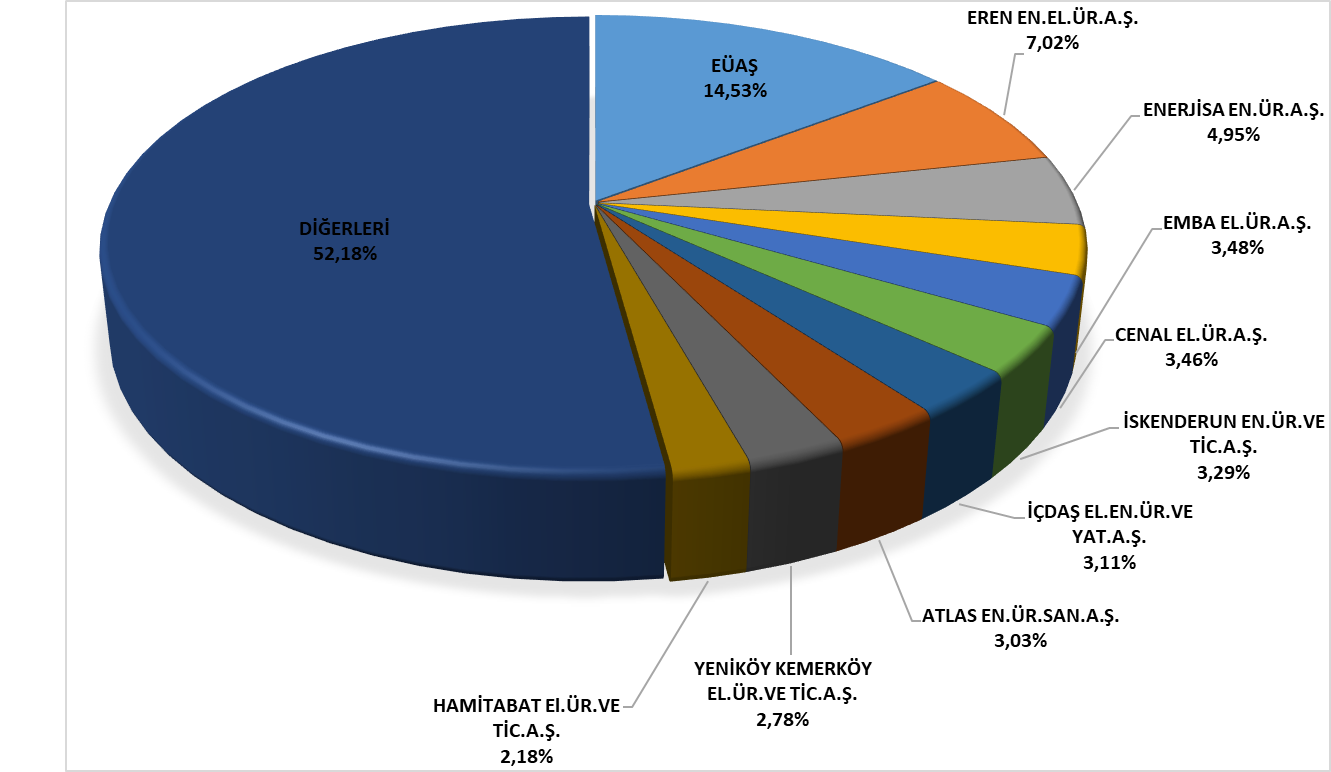 EREN EN.EL.ÜR.A.Ş.
7,02%
EÜAŞ
14,53%
ENERJİSA EN.ÜR.A.Ş.
4,95%
EMBA EL.ÜR.A.Ş.
3,48%
DİĞERLERİ
52,18%
CENAL EL.ÜR.A.Ş.
3,46%
İSKENDERUN EN.ÜR.VE
TİC.A.Ş.
3,29%
İÇDAŞ EL.EN.ÜR.VE
YAT.A.Ş.
3,11%
ATLAS EN.ÜR.SAN.A.Ş.
3,03%
YENİKÖY KEMERKÖY
EL.ÜR.VE TİC.A.Ş.
2,78%
HAMİTABAT El.ÜR.VE
TİC.A.Ş.
2,18%